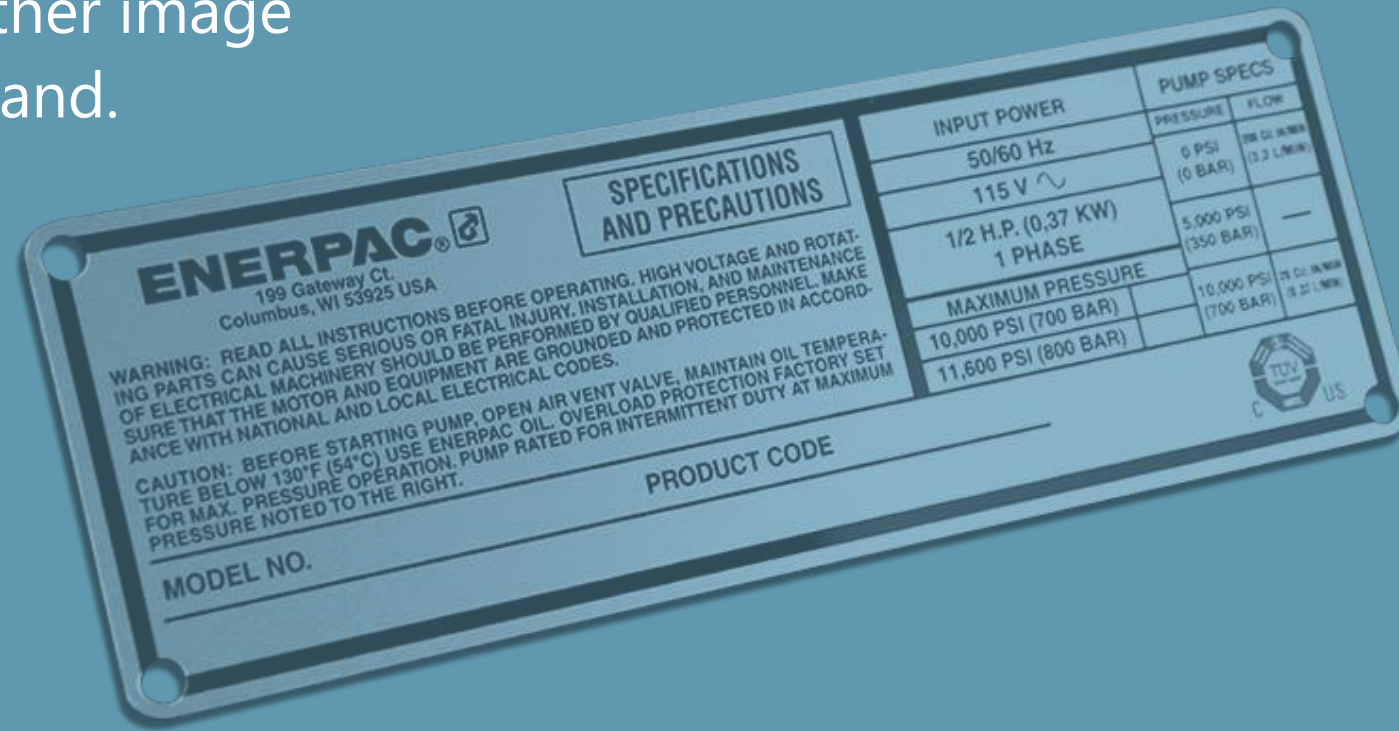 ther image
and.
ENERPAC®
199 Gateway Ct.
Columbus, WI 53925 USA
SPECIFICATIONS
AND PRECAUTIONS
WARNING: READ ALL INSTRUCTIONS BEFORE OPERATING. HIGH VOLTAGE AND ROTAT-
ING PARTS CAN CAUSE SERIOUS OR FATAL INJURY. INSTALLATION, AND MAINTENANCE
OF ELECTRICAL MACHINERY SHOULD BE PERFORMED BY QUALIFIED PERSONNEL. MAKE
SURE THAT THE MOTOR AND EQUIPMENT ARE GROUNDED AND PROTECTED IN ACCORD-
ANCE WITH NATIONAL AND LOCAL ELECTRICAL CODES.
CAUTION: BEFORE STARTING PUMP, OPEN AIR VENT VALVE, MAINTAIN OIL TEMPERA-
TURE BELOW 130°F (54°C) USE ENERPAC OIL. OVERLOAD PROTECTION FACTORY SET
FOR MAX. PRESSURE OPERATION, PUMP RATED FOR INTERMITTENT DUTY AT MAXIMUM
PRESSURE NOTED TO THE RIGHT.
MODEL NO.
PRODUCT CODE
INPUT POWER
50/60 Hz
115 V ∿
1/2 H.P. (0,37 KW)
1 PHASE
MAXIMUM PRESSURE
10,000 PSI (700 BAR)
11,600 PSI (800 BAR)
PUMP SPECS
PRESSURE FLOW
0 PSI
(0 BAR) (3,2 L/MIN)
5,000 PSI —
(350 BAR)
10,000 PSI
(700 BAR)
TÜV
C US